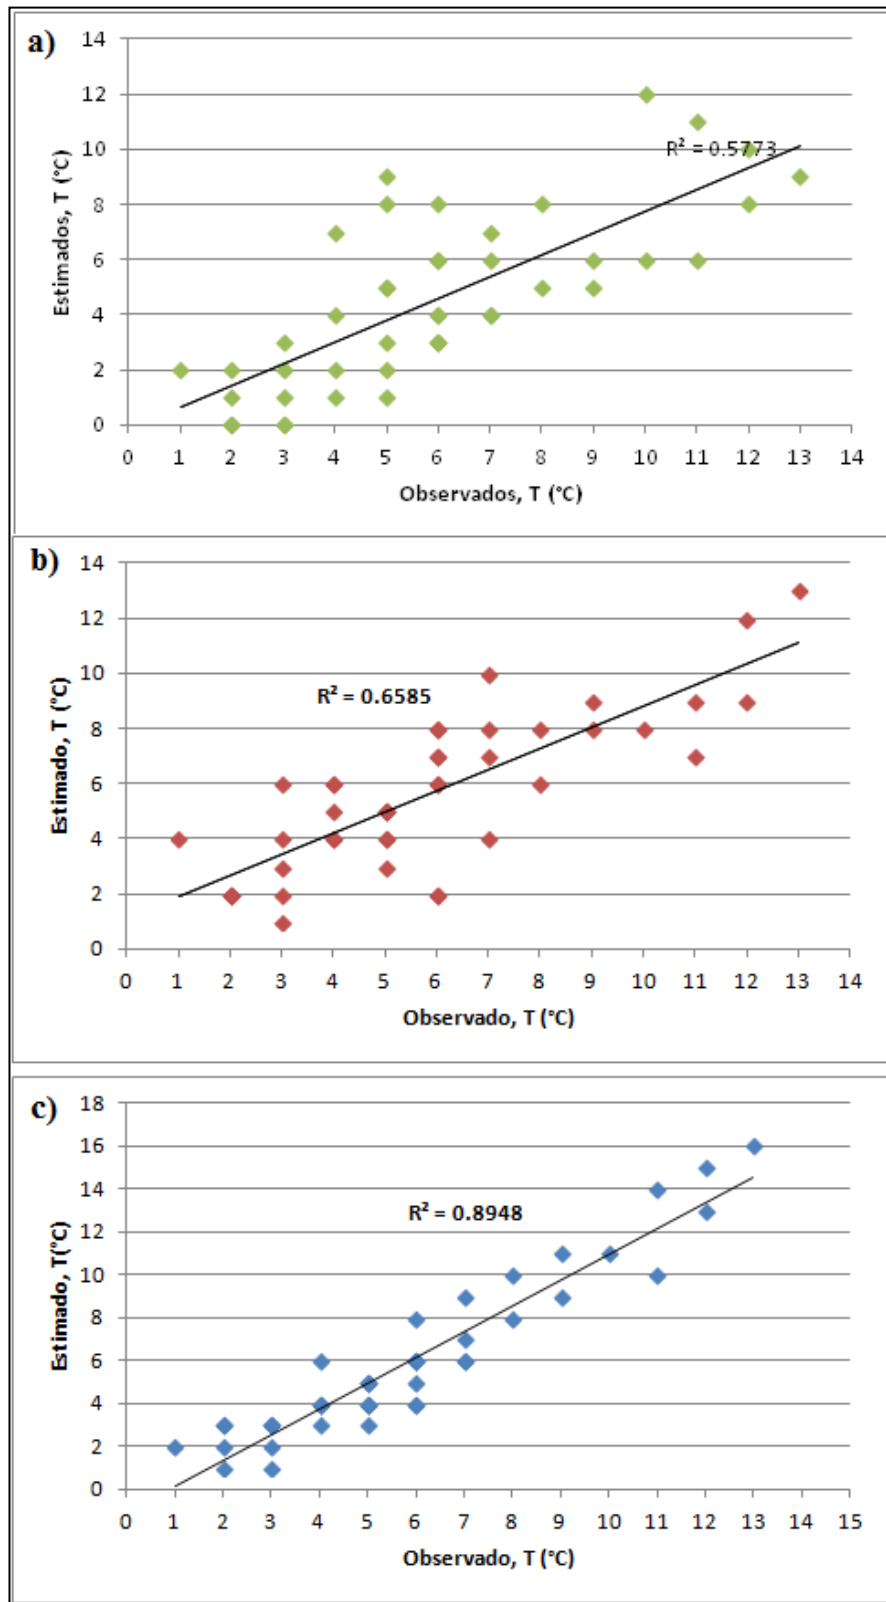 a)
14
12
10
8
6
4
2
0
Estimados, T (°C)
R² = 0.5773
0 1 2 3 4 5 6 7 8 9 10 11 12 13 14
Observados, T (°C)
b)
14
12
10
8
6
4
2
0
Estimado, T (°C)
R² = 0.6585
0 1 2 3 4 5 6 7 8 9 10 11 12 13 14
Observado, T (°C)
c)
18
16
14
12
10
8
6
4
2
0
Estimado, T(°C)
R² = 0.8948
0 1 2 3 4 5 6 7 8 9 10 11 12 13 14 15
Observado, T (°C)